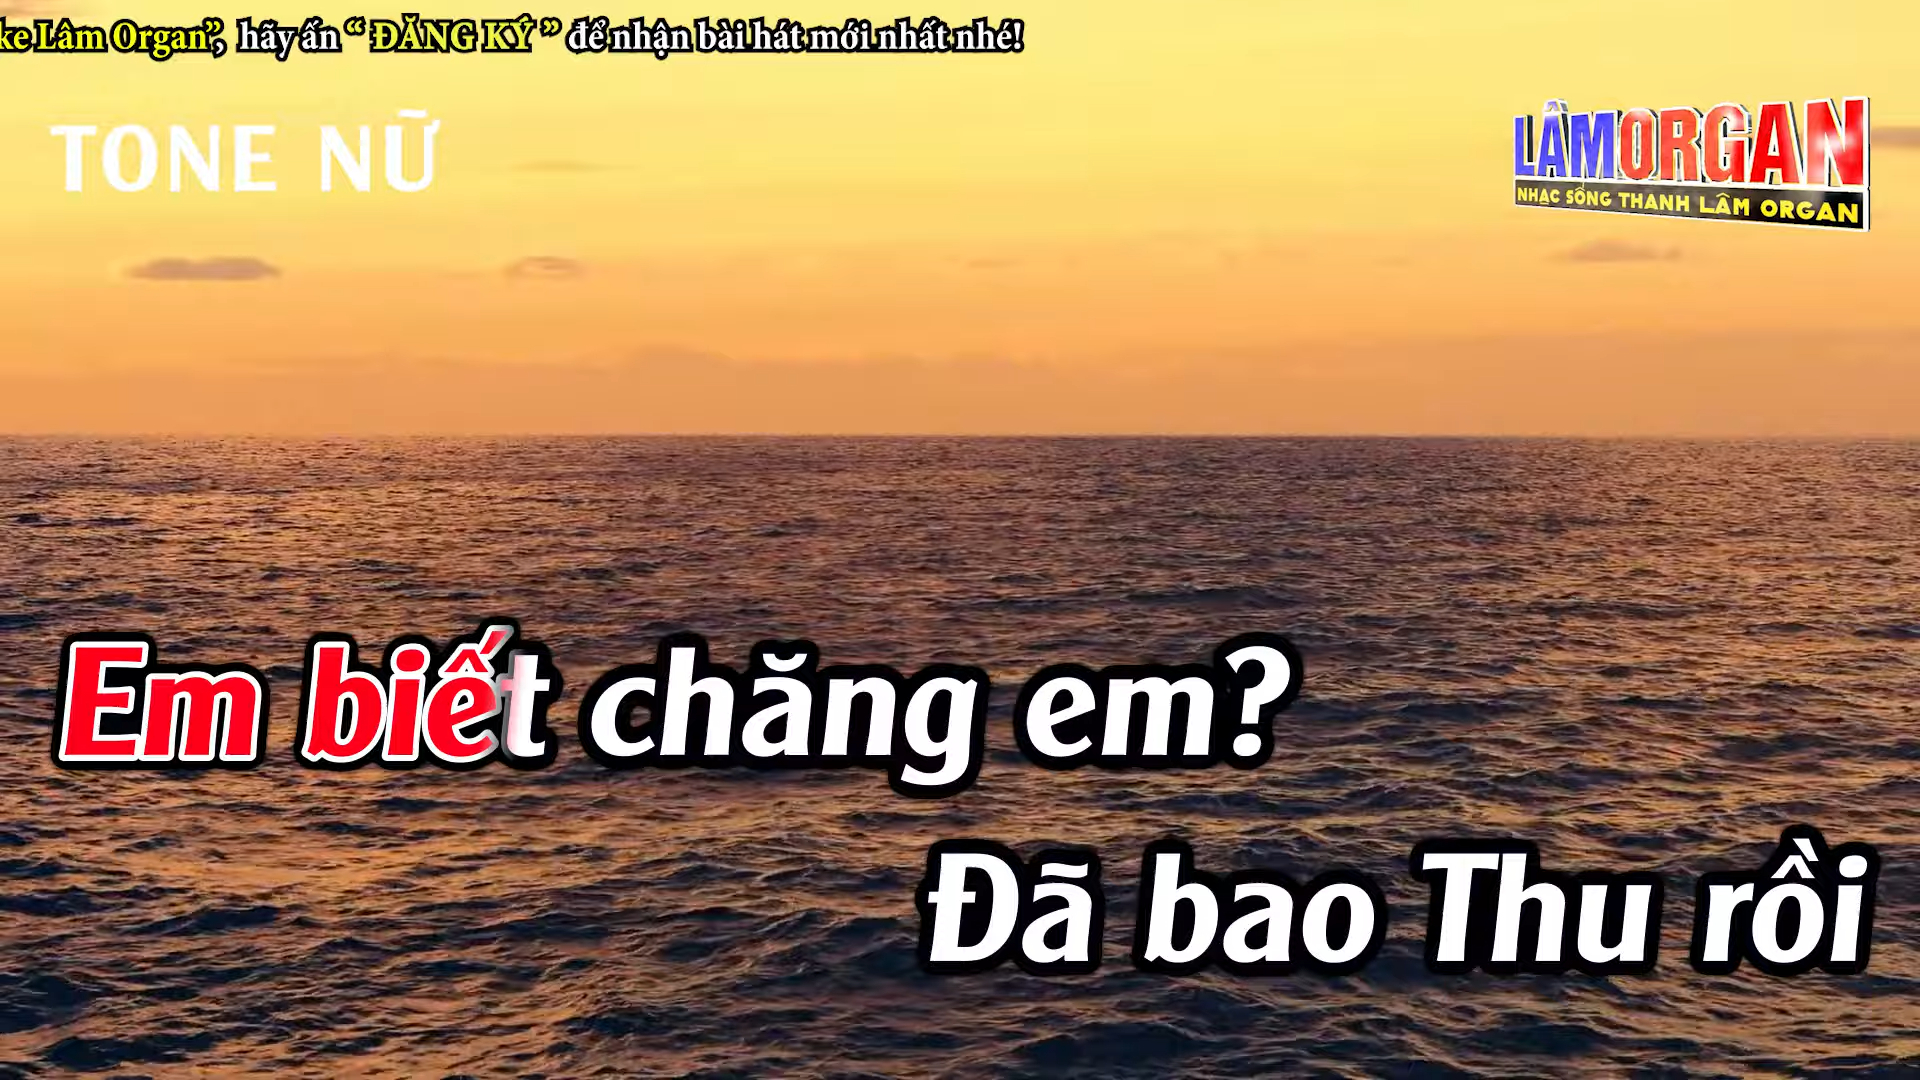 ke Lâm Organ”, hãy ấn “ ĐĂNG KÝ ” để nhận bài hát mới nhất nhé!
TONE NỮ
LÂMORGAN
NHẠC SỐNG THANH LÂM ORGAN
Em biết chăng em?
Đã bao Thu rồi